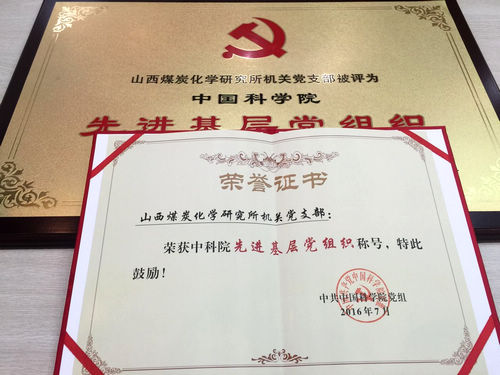 山西煤炭化学研究所机关党支部被评为
中国科学院
先进基层党组织
荣誉证书
山西煤炭化学研究所机关党支部：
荣获中科院先进基层党组织称号，特此
鼓励！
中共中国科学院党组
2016年7月